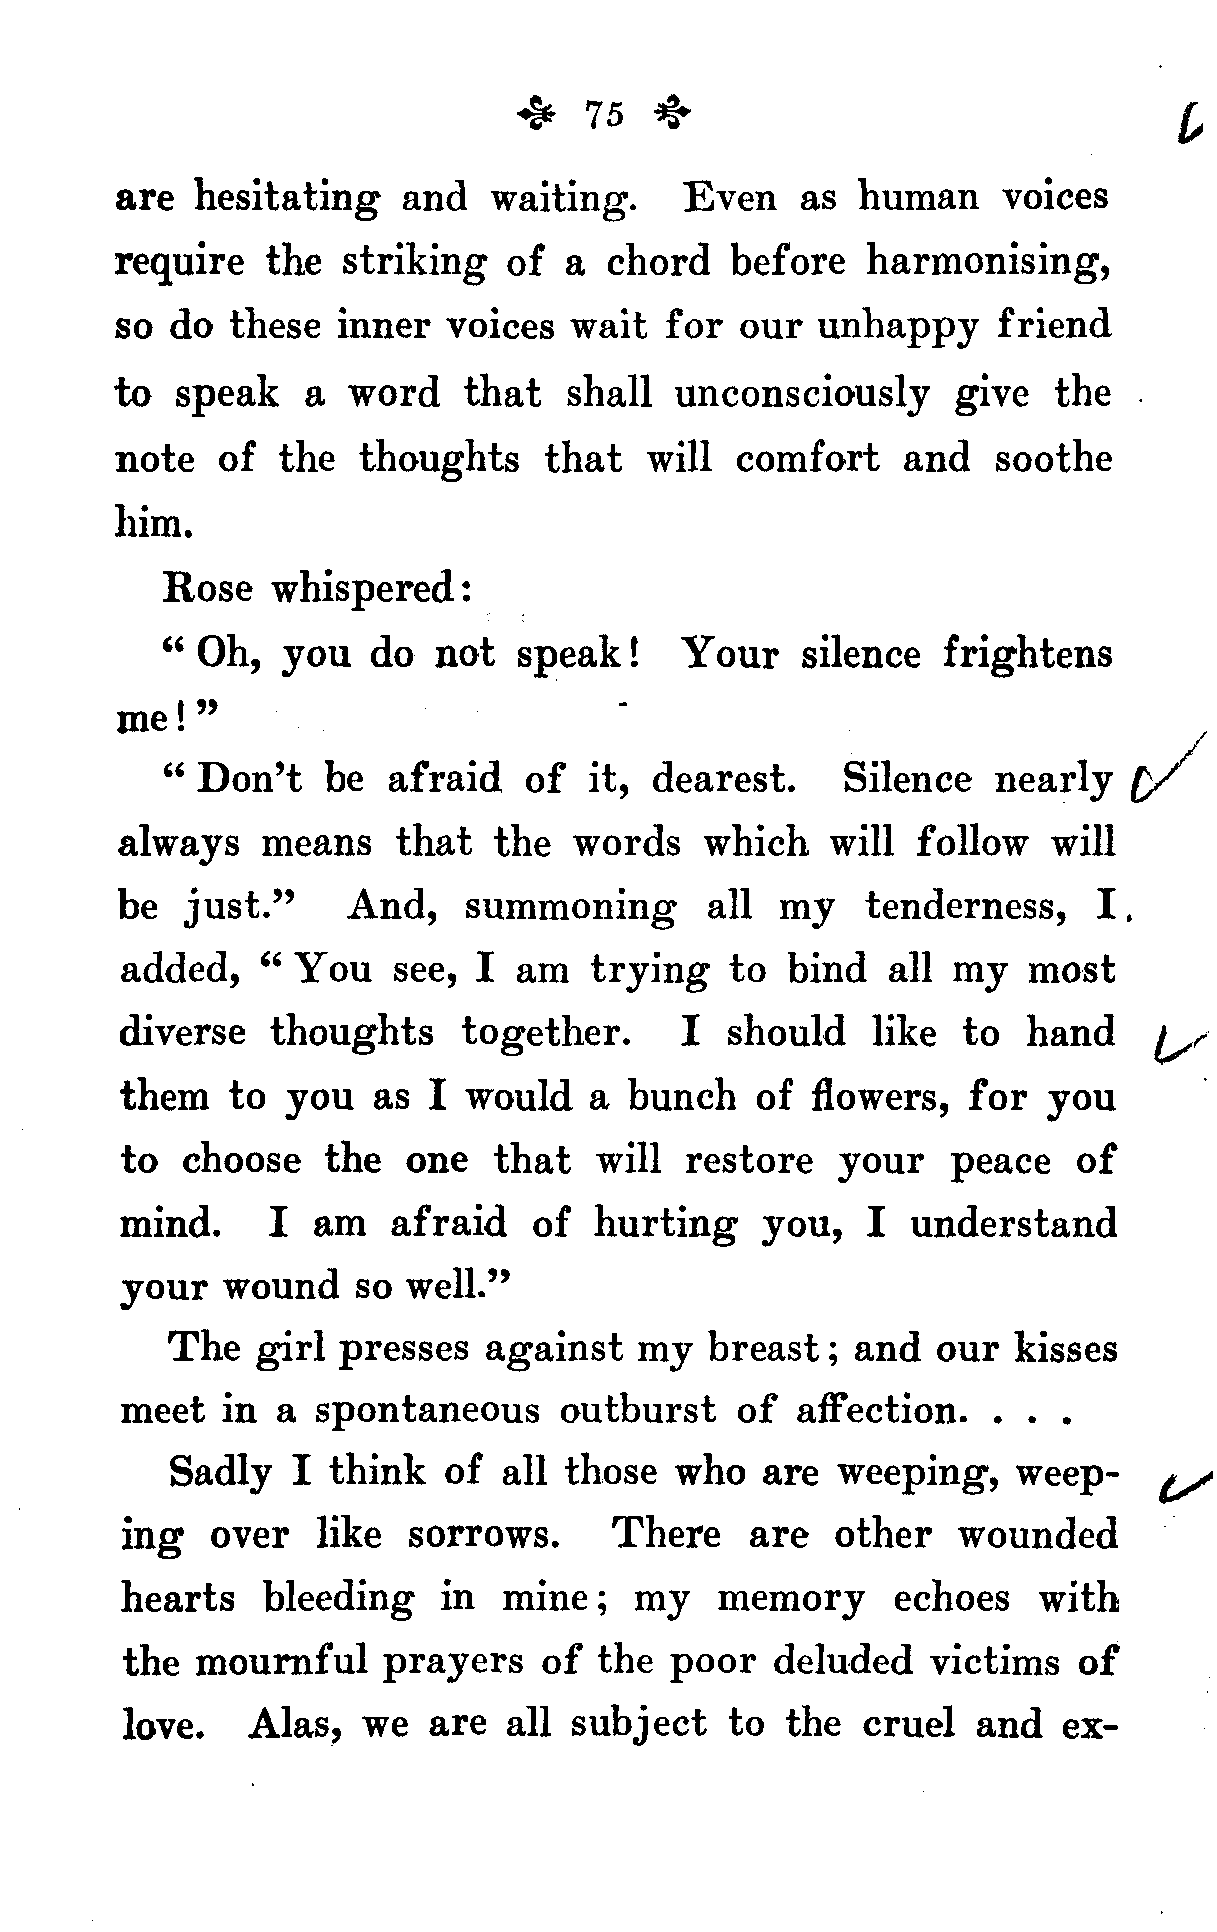 75
are hesitating and waiting. Even as human voices
require the striking of a chord before harmonising,
so do these inner voices wait for our unhappy friend
to speak a word that shall unconsciously give the
note of the thoughts that will comfort and soothe
him.
Rose whispered:
“ Oh, you do not speak! Your silence frightens
me! ”
“ Don't be afraid of it, dearest. Silence nearly
always means that the words which will follow will
be just.” And, summoning all my tenderness, I
added, “ You see, I am trying to bind all my most
diverse thoughts together. I should like to hand
them to you as I would a bunch of flowers, for you
to choose the one that will restore your peace of
mind. I am afraid of hurting you, I understand
your wound so well.”
The girl presses against my breast; and our kisses
meet in a spontaneous outburst of affection. . . .
Sadly I think of all those who are weeping, weep-
ing over like sorrows. There are other wounded
hearts bleeding in mine; my memory echoes with
the mournful prayers of the poor deluded victims of
love. Alas, we are all subject to the cruel and ex-